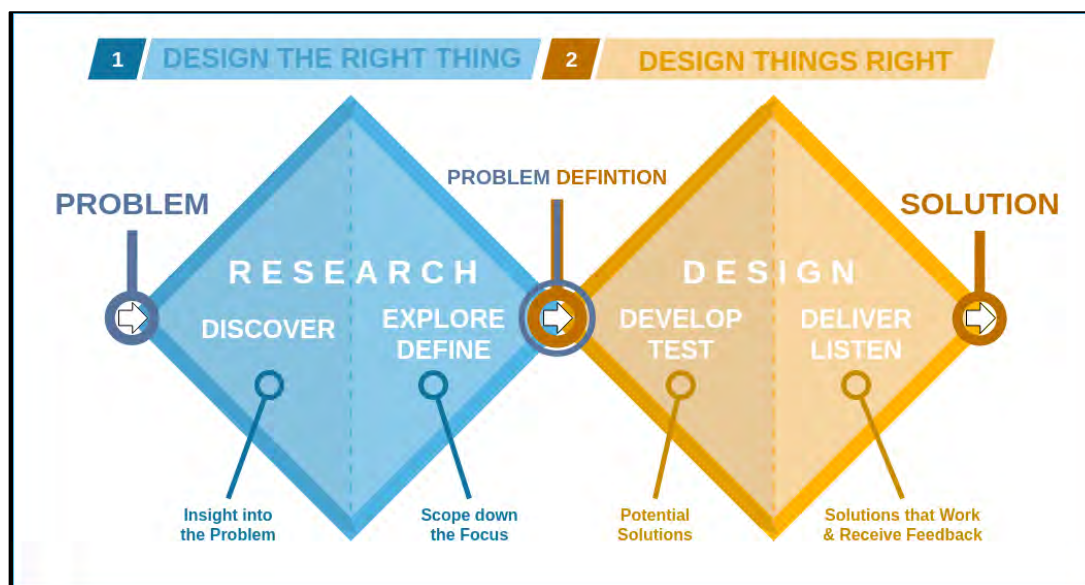 1 DESIGN THE RIGHT THING
2 DESIGN THINGS RIGHT
PROBLEM
PROBLEM DEFINTION
SOLUTION
RESEARCH
DISCOVER
EXPLORE
DEFINE
DESIGN
DEVELOP
TEST
DELIVER
LISTEN
Insight into
the Problem
Scope down
the Focus
Potential
Solutions
Solutions that Work
& Receive Feedback